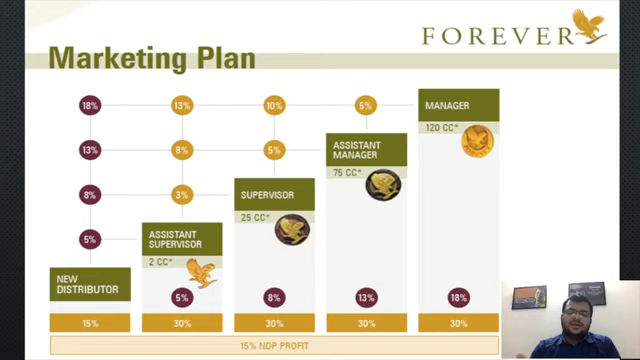 FOREVER
Marketing Plan
18% 13% 10% 5% MANAGER
120 CC*
13% 8% 5% ASSISTANT
MANAGER
75 CC*
8% 3% SUPERVISOR
25 CC*
5% ASSISTANT
SUPERVISOR
2 CC*
NEW
DISTRIBUTOR
5% 8% 13% 18%
15% 30% 30% 30% 30%
15% NDP PROFIT